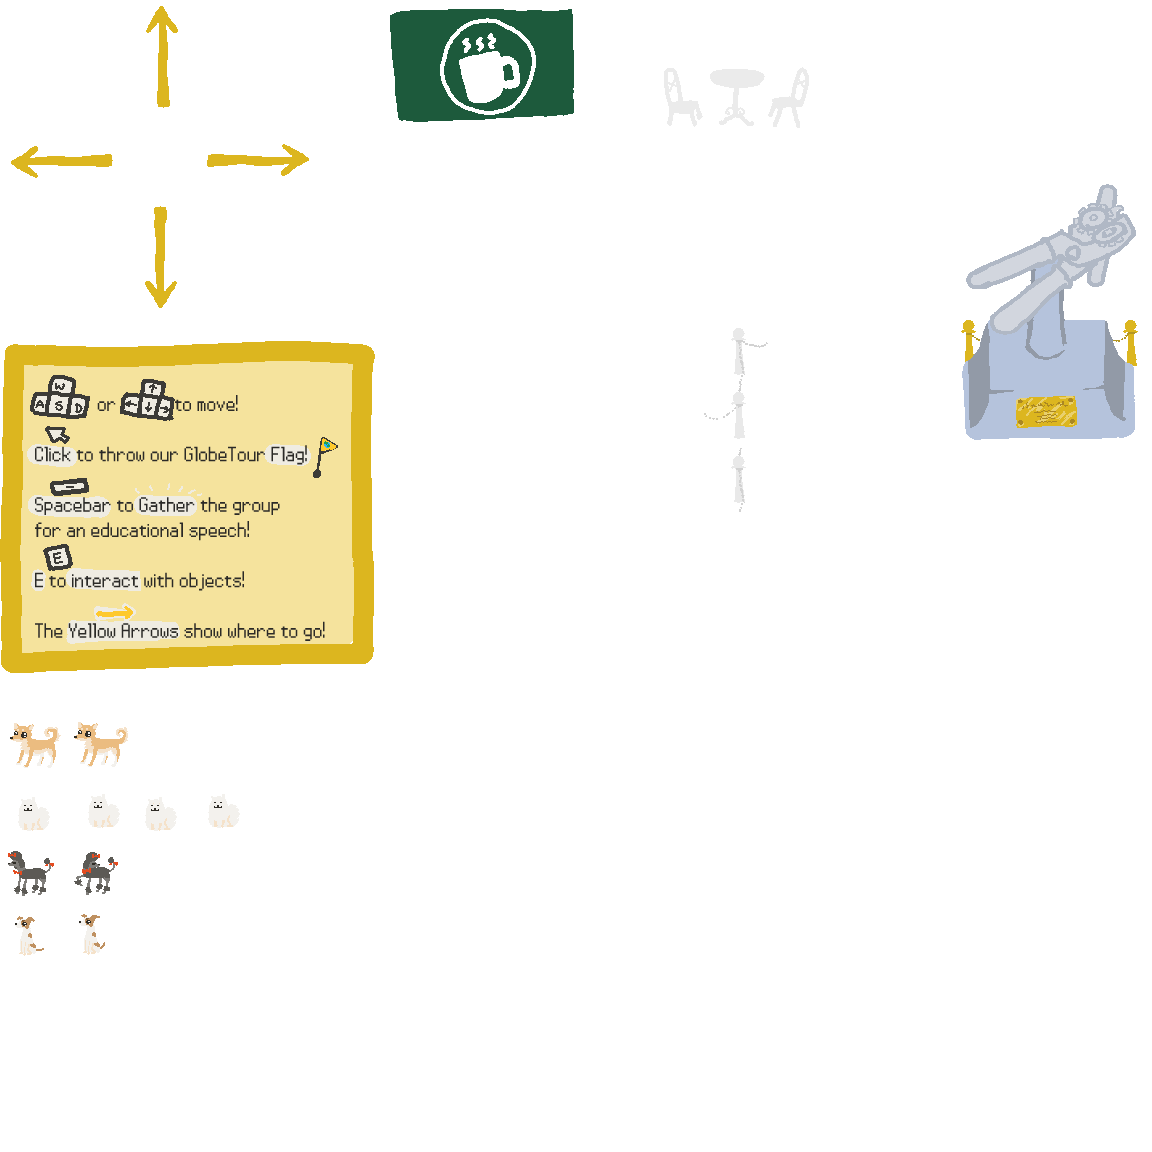 W
A S D or to move!
Click to throw our GlobeTour Flag!
Spacebar to Gather the group
for an educational speech!
E
E to interact with objects!
The Yellow Arrows show where to go!